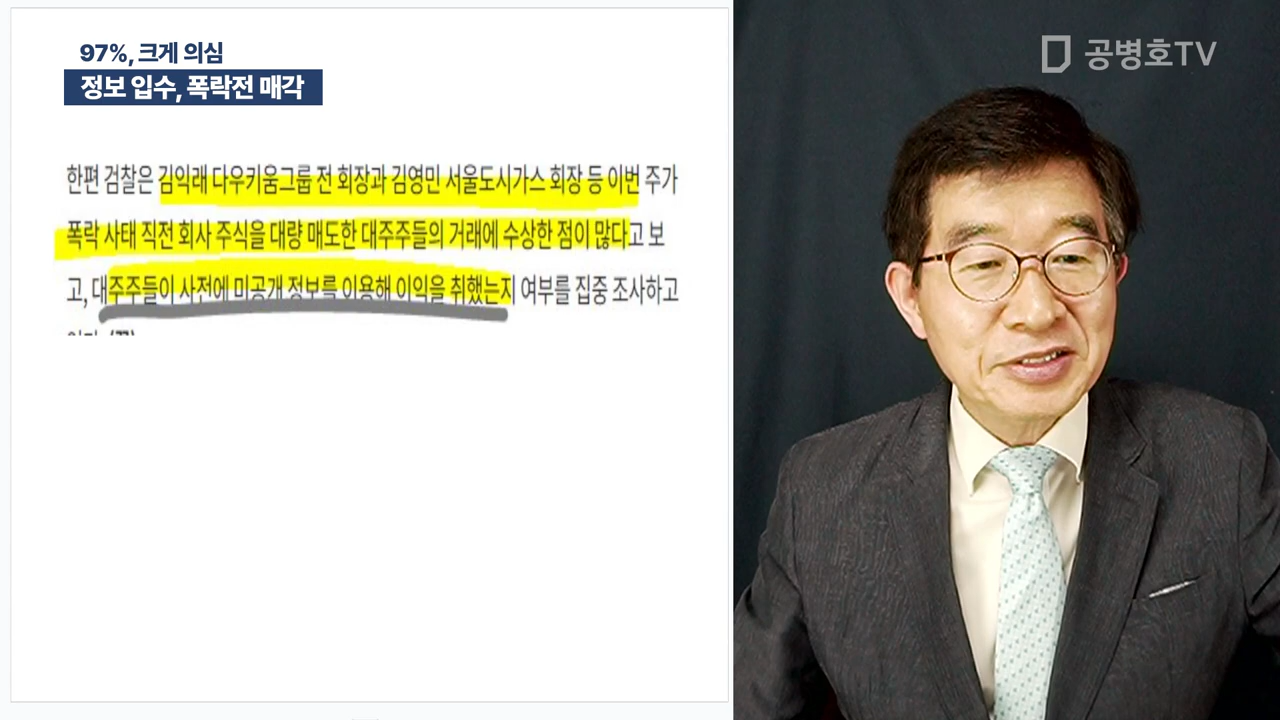 97%, 크게 의심
정보 입수, 폭락전 매각
공병호TV
한편 검찰은 김익래 다우키움그룹 전 회장과 김영민 서울도시가스 회장 등 이번 주가
폭락 사태 직전 회사 주식을 대량 매도한 대주주들의 거래에 수상한 점이 많다고 보
고, 대주주들이 사전에 미공개 정보를 이용해 이익을 취했는지 여부를 집중 조사하고